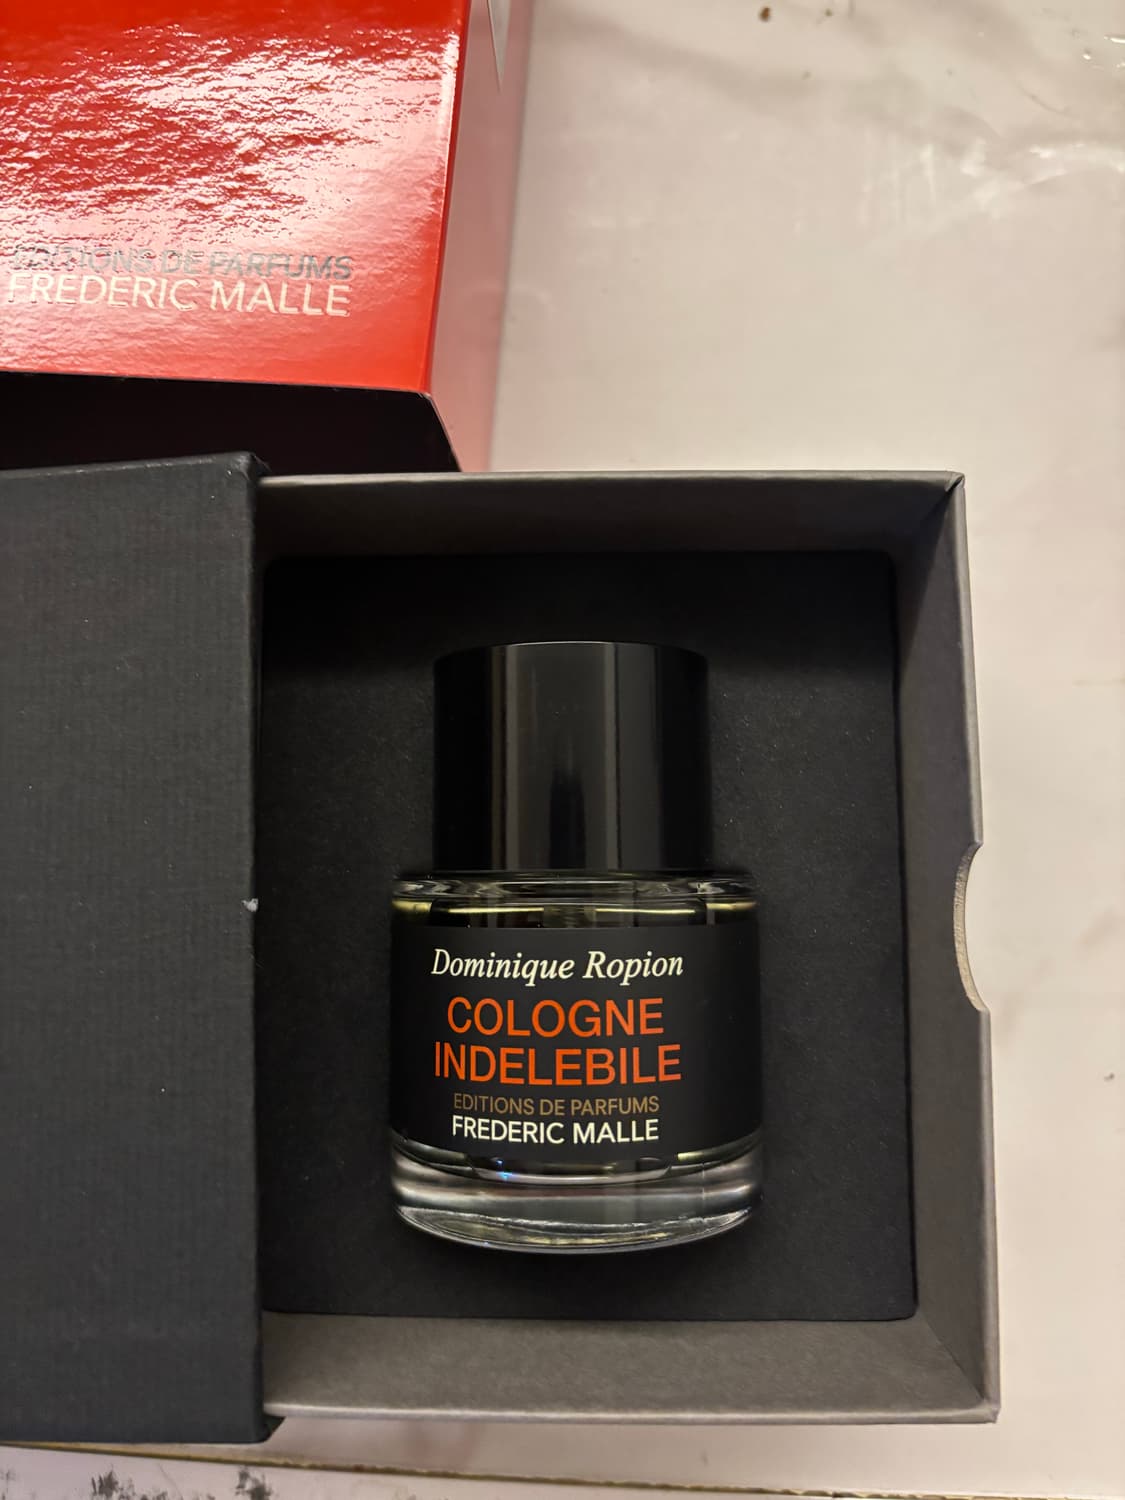 EDITIONS DE PARFUMS
FREDERIC MALLE
Dominique Ropion
COLOGNE
INDELEBILE
EDITIONS DE PARFUMS
FREDERIC MALLE